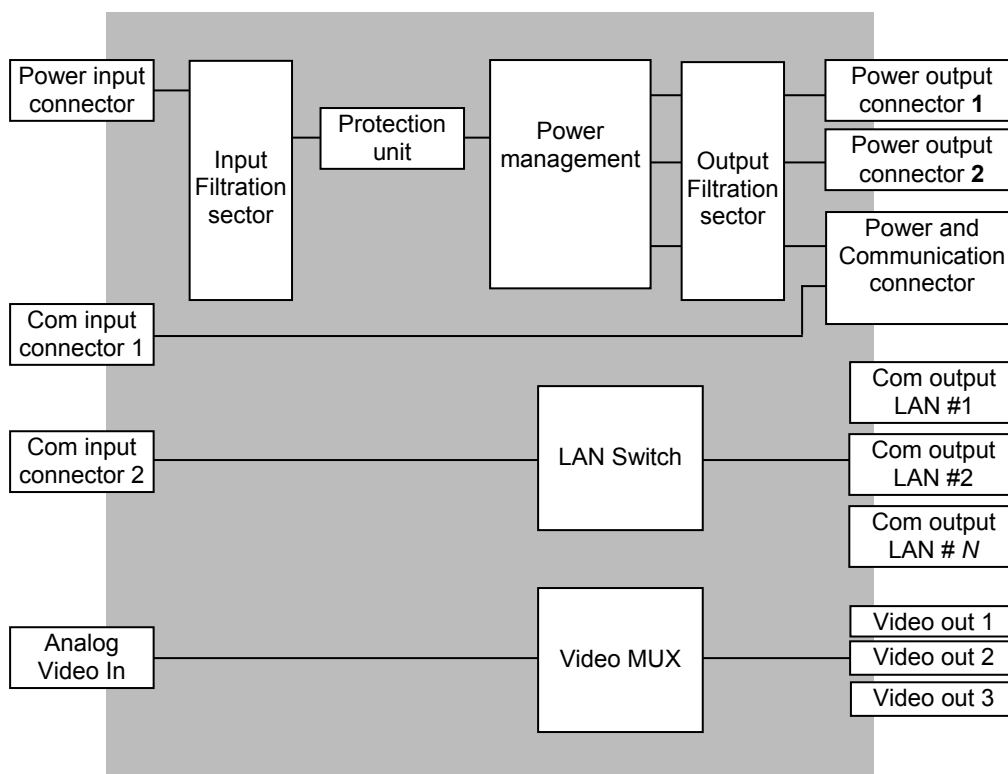 Power input
connector
Input
Filtration
sector
Protection
unit
Power
management
Output
Filtration
sector
Power output
connector 1
Power output
connector 2
Power and
Communication
connector
Com input
connector 1
Com output
LAN #1
Com input
connector 2
LAN Switch
Com output
LAN #2
Com output
LAN # N
Analog
Video In
Video MUX
Video out 1
Video out 2
Video out 3